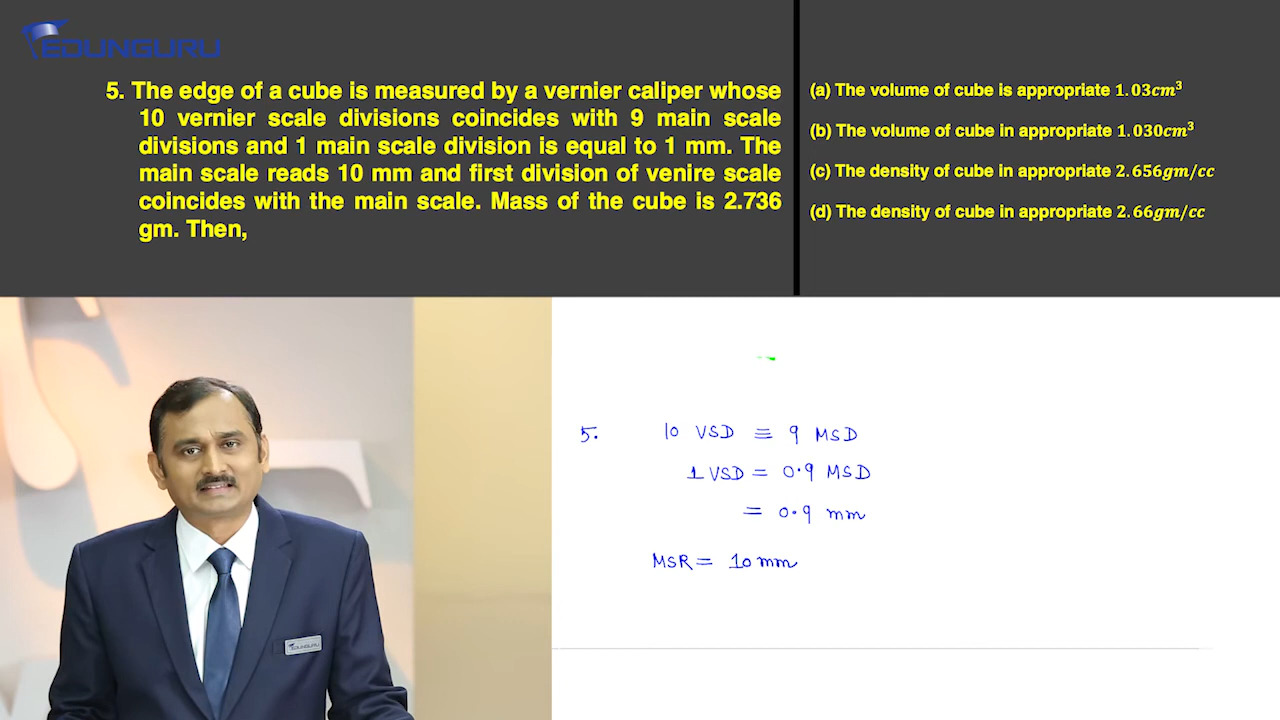 EDUNGURU
5. The edge of a cube is measured by a vernier caliper whose
10 vernier scale divisions coincides with 9 main scale
divisions and 1 main scale division is equal to 1 mm. The
main scale reads 10 mm and first division of venire scale
coincides with the main scale. Mass of the cube is 2.736
gm. Then,
(a) The volume of cube is appropriate 1.03cm³
(b) The volume of cube in appropriate 1.030cm³
(c) The density of cube in appropriate 2.656gm/cc
(d) The density of cube in appropriate 2.66gm/cc
5. 10 VSD ≡ 9 MSD
1 VSD = 0.9 MSD
= 0.9 mm
MSR = 10 mm
EDUNGURU